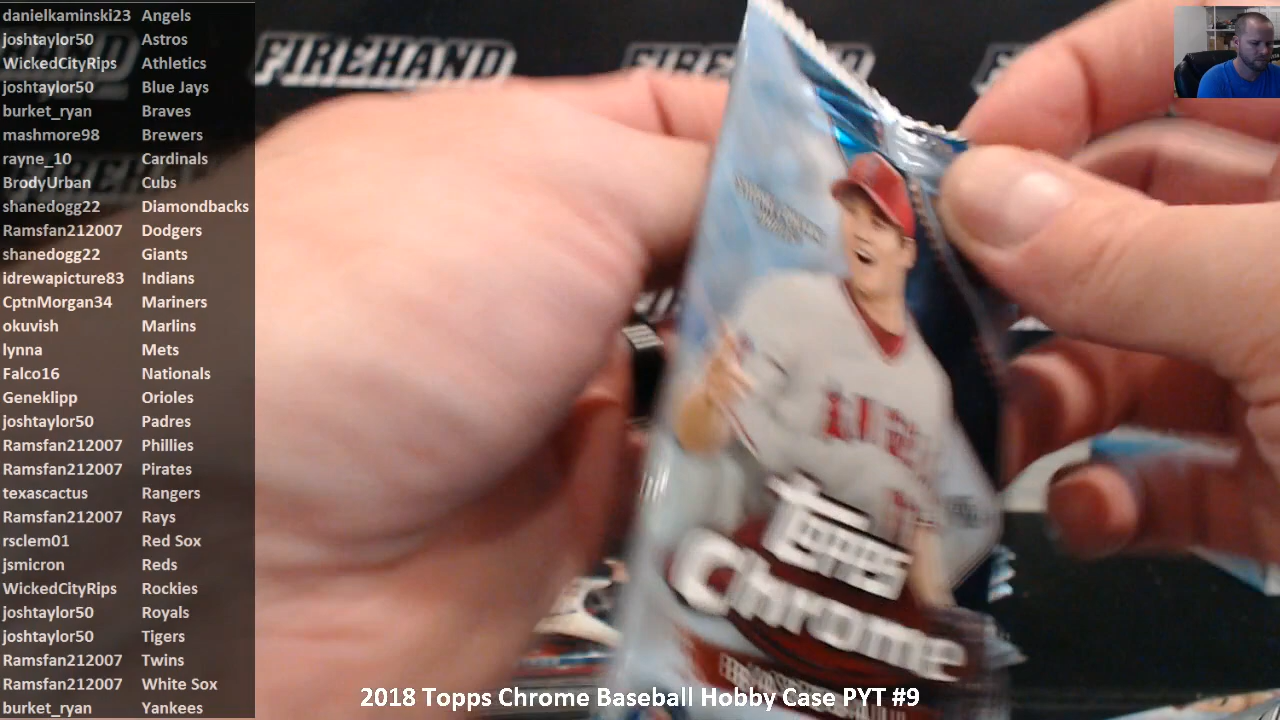 danielkaminski23 Angels
joshtaylor50 Astros
WickedCityRips Athletics
joshtaylor50 Blue Jays
burket_ryan Braves
mashmore98 Brewers
rayne_10 Cardinals
BrodyUrban Cubs
shanedogg22 Diamondbacks
Ramsfan212007 Dodgers
shanedogg22 Giants
idrewapicture83 Indians
CptnMorgan34 Mariners
okuvish Marlins
lynna Mets
Falco16 Nationals
Geneklipp Orioles
joshtaylor50 Padres
Ramsfan212007 Phillies
Ramsfan212007 Pirates
texascactus Rangers
Ramsfan212007 Rays
rsclem01 Red Sox
jsmicron Reds
WickedCityRips Rockies
joshtaylor50 Royals
joshtaylor50 Tigers
Ramsfan212007 Twins
Ramsfan212007 White Sox
burket_ryan Yankees
FIREHAND
FIREHAND
Topps
Chrome
2018 Topps Chrome Baseball Hobby Case PYT #9